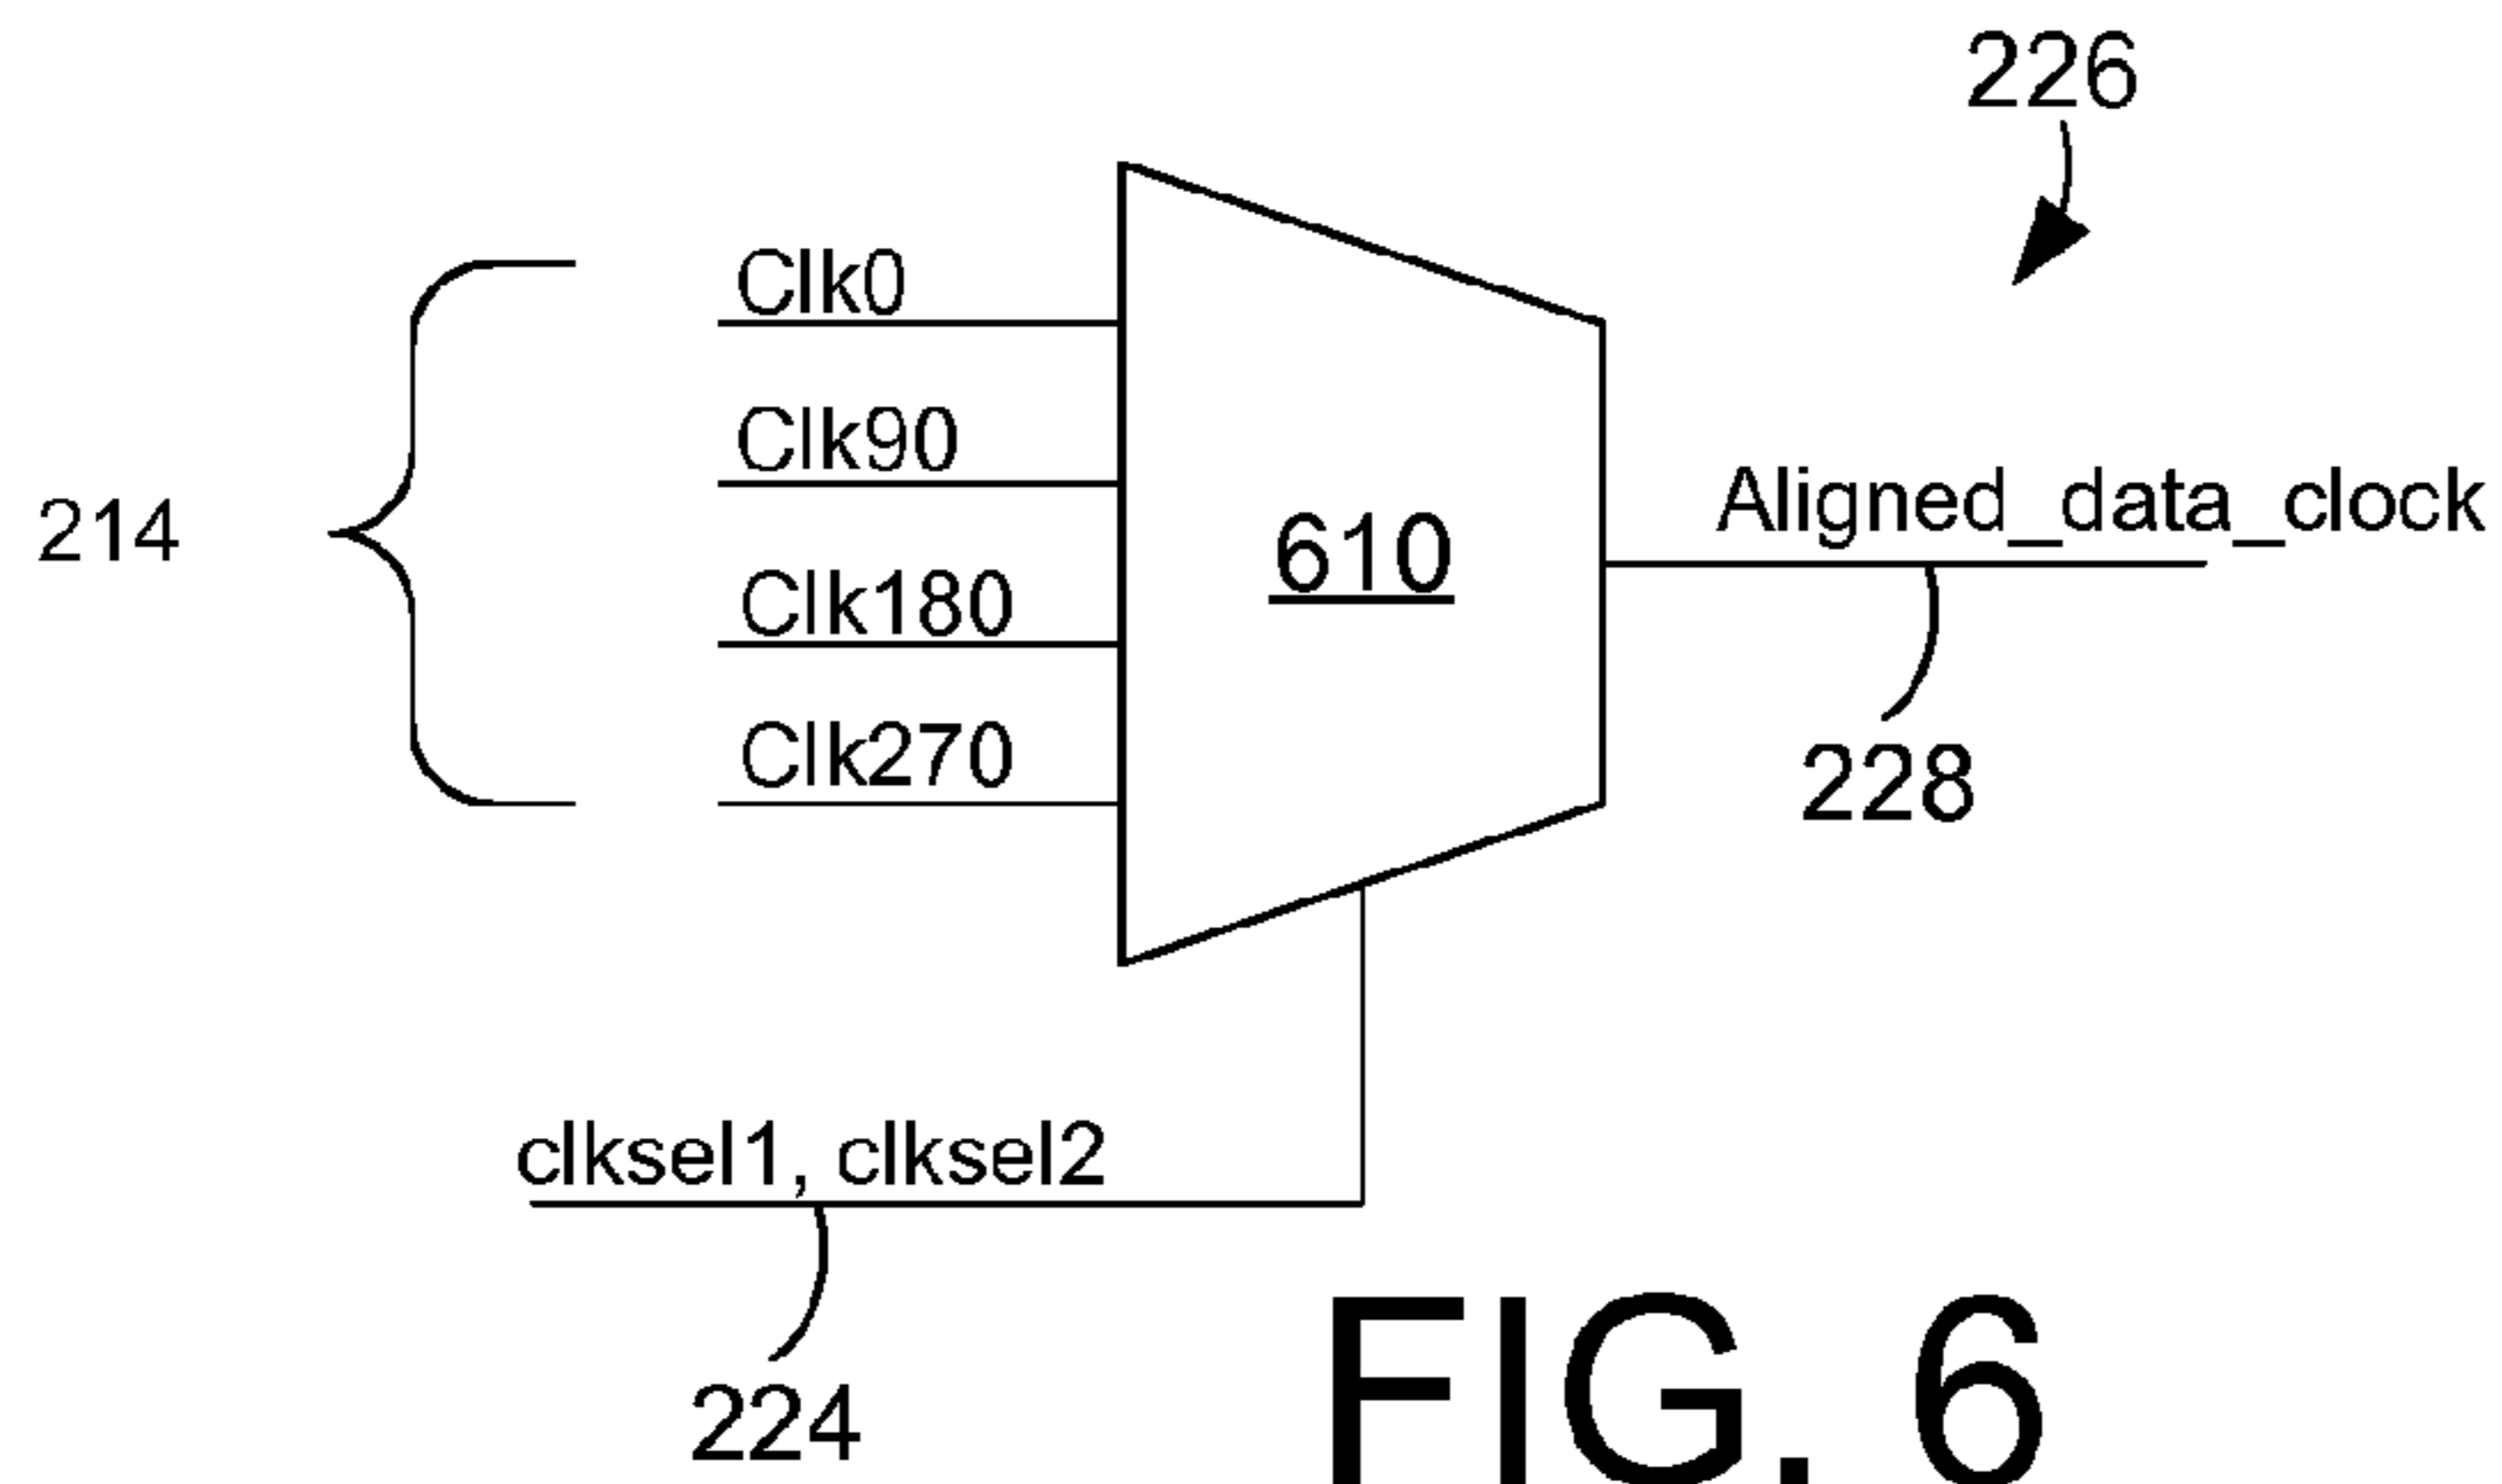 226
Clk0
Clk90
214
610
Aligned_data_clock
Clk180
Clk270
228
clksel1, clksel2
224
FIG. 6